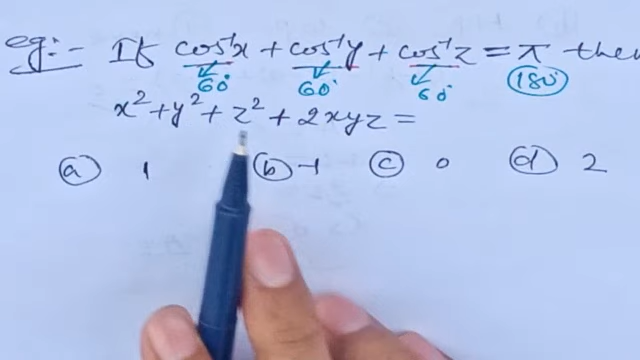 eg:- If cos⁻¹x + cos⁻¹y + cos⁻¹z = π then
60° 60° 60° 180°
x² + y² + z² + 2xyz =
(a) 1 (b) -1 (c) 0 (d) 2